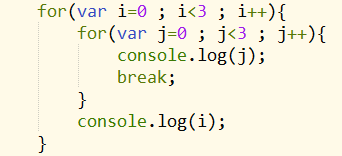 for(var i=0 ; i<3 ; i++){
    for(var j=0 ; j<3 ; j++){
        console.log(j);
        break;
    }
    console.log(i);
}